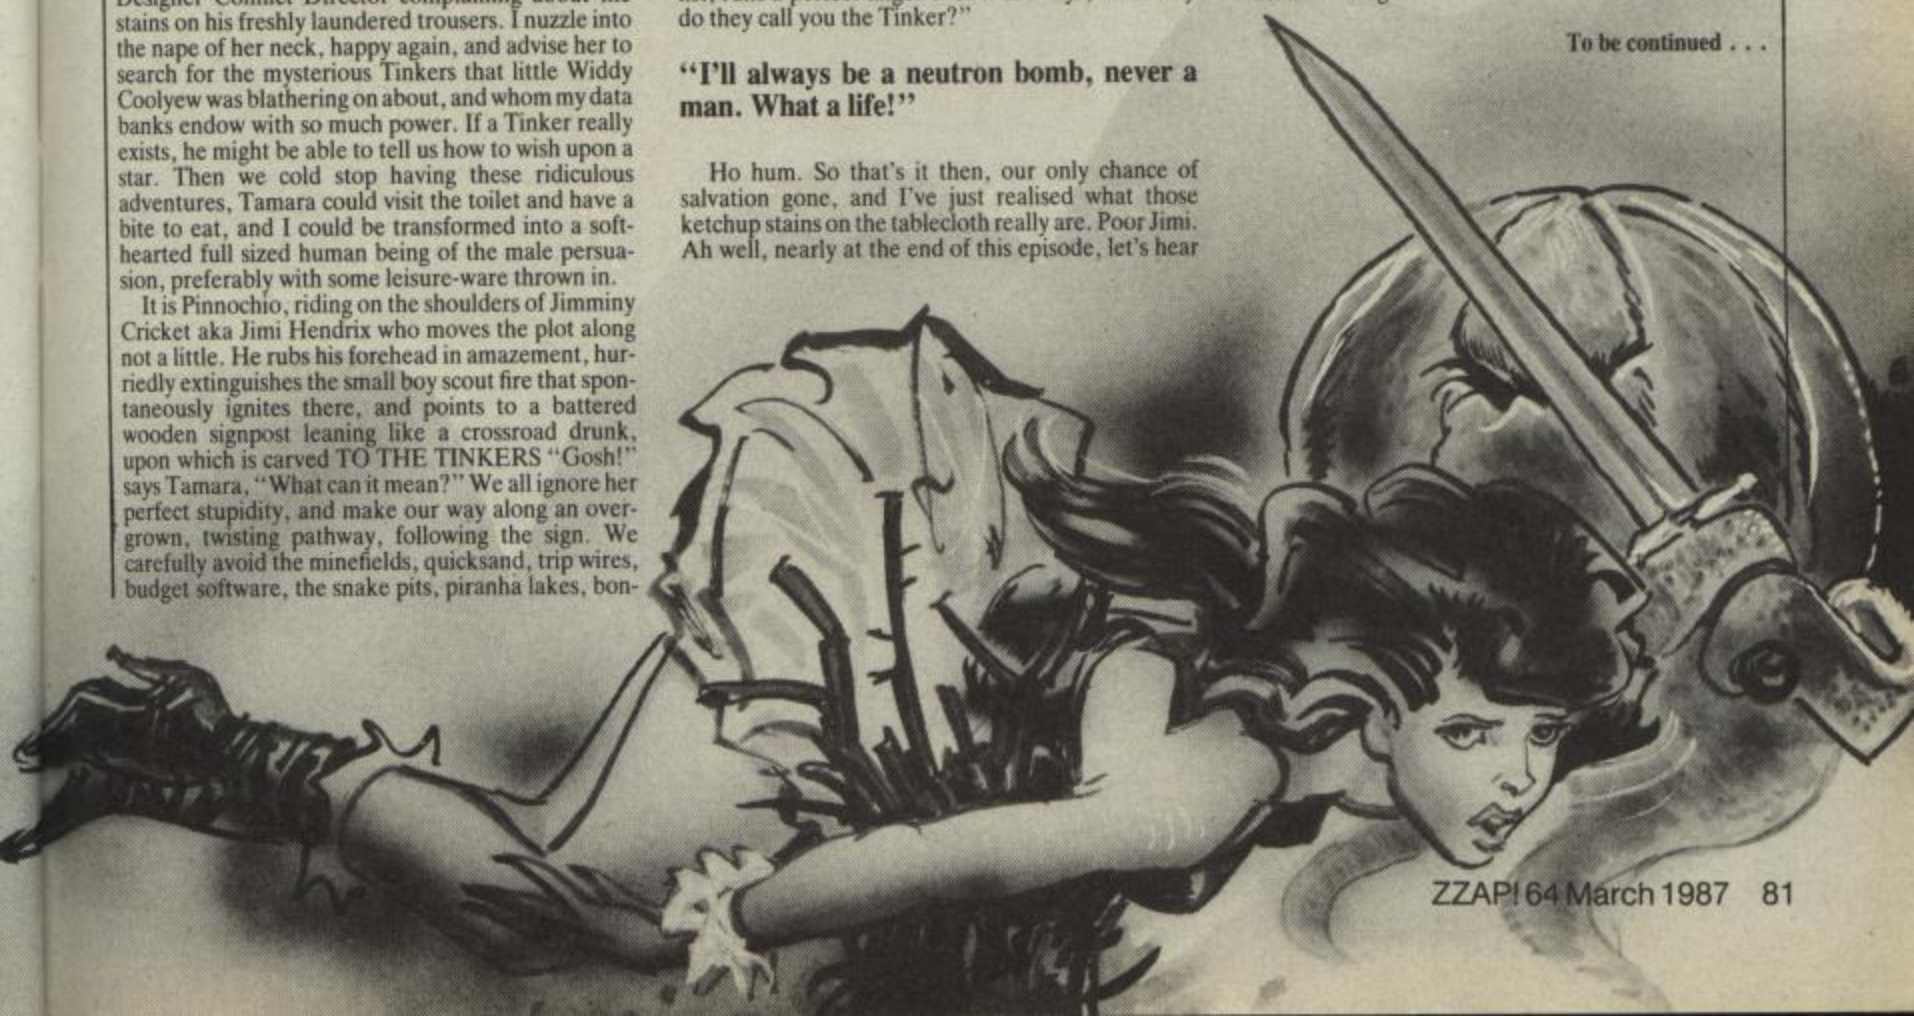 stains on his freshly laundered trousers. I nuzzle into
the nape of her neck, happy again, and advise her to
search for the mysterious Tinkers that little Widdy
Coolyew was blathering on about, and whom my data
banks endow with so much power. If a Tinker really
exists, he might be able to tell us how to wish upon a
star. Then we cold stop having these ridiculous
adventures, Tamara could visit the toilet and have a
bite to eat, and I could be transformed into a soft-
hearted full sized human being of the male persua-
sion, preferably with some leisure-ware thrown in.
It is Pinnochio, riding on the shoulders of Jimminy
Cricket aka Jimi Hendrix who moves the plot along
not a little. He rubs his forehead in amazement, hur-
riedly extinguishes the small boy scout fire that spon-
taneously ignites there, and points to a battered
wooden signpost leaning like a crossroad drunk,
upon which is carved TO THE TINKERS "Gosh!"
says Tamara, "What can it mean?" We all ignore her
perfect stupidity, and make our way along an over-
grown, twisting pathway, following the sign. We
carefully avoid the minefields, quicksand, trip wires,
budget software, the snake pits, piranha lakes, bon-
do they call you the Tinker?"
"I'll always be a neutron bomb, never a
man. What a life!"
Ho hum. So that's it then, our only chance of
salvation gone, and I've just realised what those
ketchup stains on the tablecloth really are. Poor Jimi.
Ah well, nearly at the end of this episode, let's hear
To be continued . . .
ZZAP! 64 March 1987 81